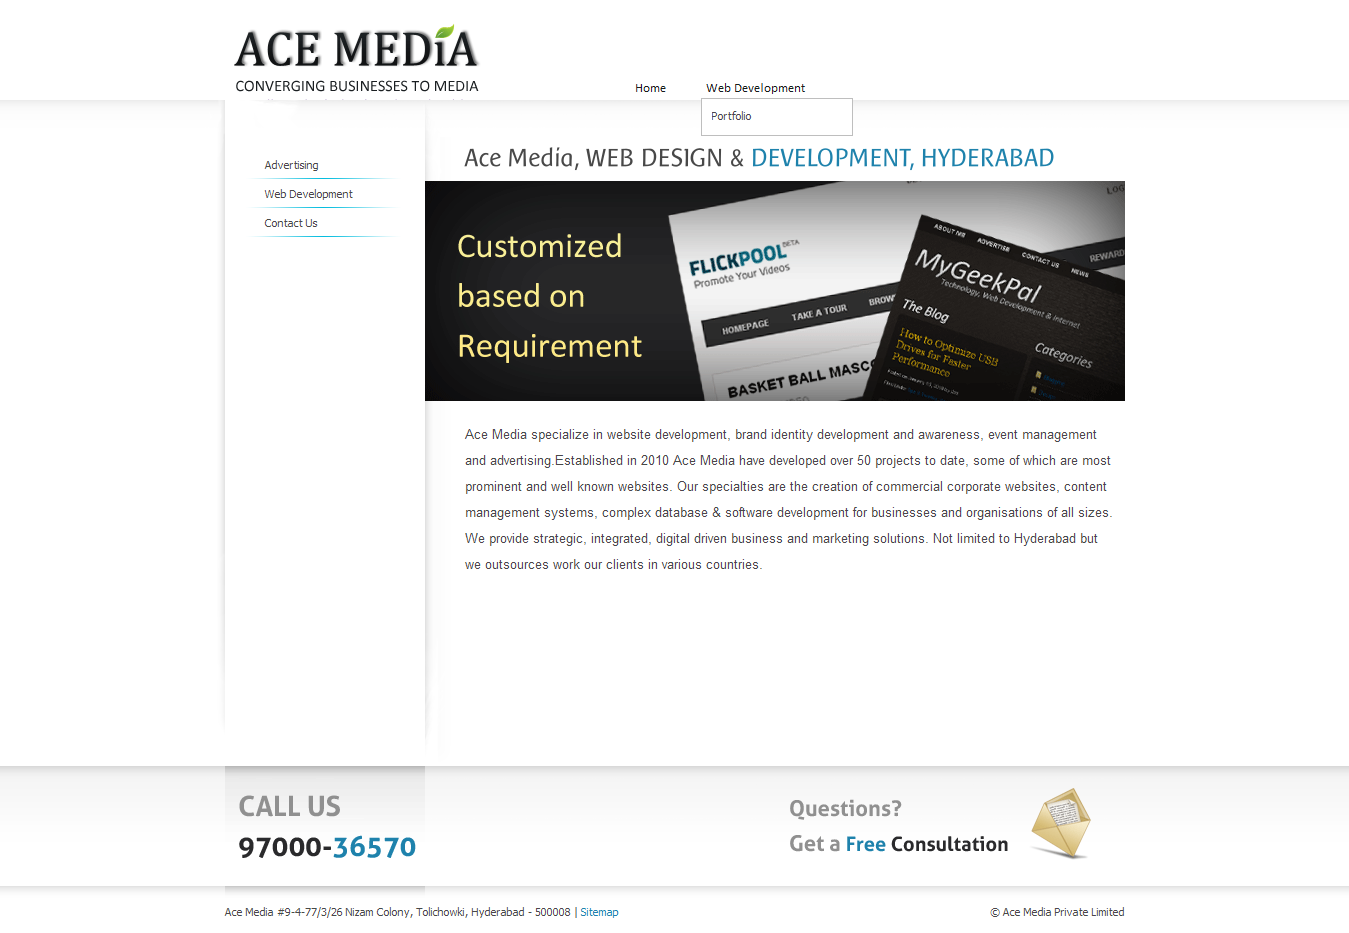 ACE MEDiA
CONVERGING BUSINESSES TO MEDIA
Home
Web Development
Portfolio
Advertising
Web Development
Contact Us
Ace Media, WEB DESIGN & DEVELOPMENT, HYDERABAD
Customized
based on
Requirement
FLICKPOOL BETA
Promote Your Videos
HOMEPAGE TAKE A TOUR BROW
BASKET BALL MASCO
LOG
ABOUT ME ADVERTISE CONTACT US NEWS REWARD
MyGeekPal
Technology, Web Development & Internet
The Blog
How to Optimize USB
Drives for Faster
Performance
Categories
Ace Media specialize in website development, brand identity development and awareness, event management
and advertising.Established in 2010 Ace Media have developed over 50 projects to date, some of which are most
prominent and well known websites. Our specialties are the creation of commercial corporate websites, content
management systems, complex database & software development for businesses and organisations of all sizes.
We provide strategic, integrated, digital driven business and marketing solutions. Not limited to Hyderabad but
we outsources work our clients in various countries.
CALL US
97000-36570
Questions?
Get a Free Consultation
Ace Media #9-4-77/3/26 Nizam Colony, Tolichowki, Hyderabad - 500008 | Sitemap
© Ace Media Private Limited